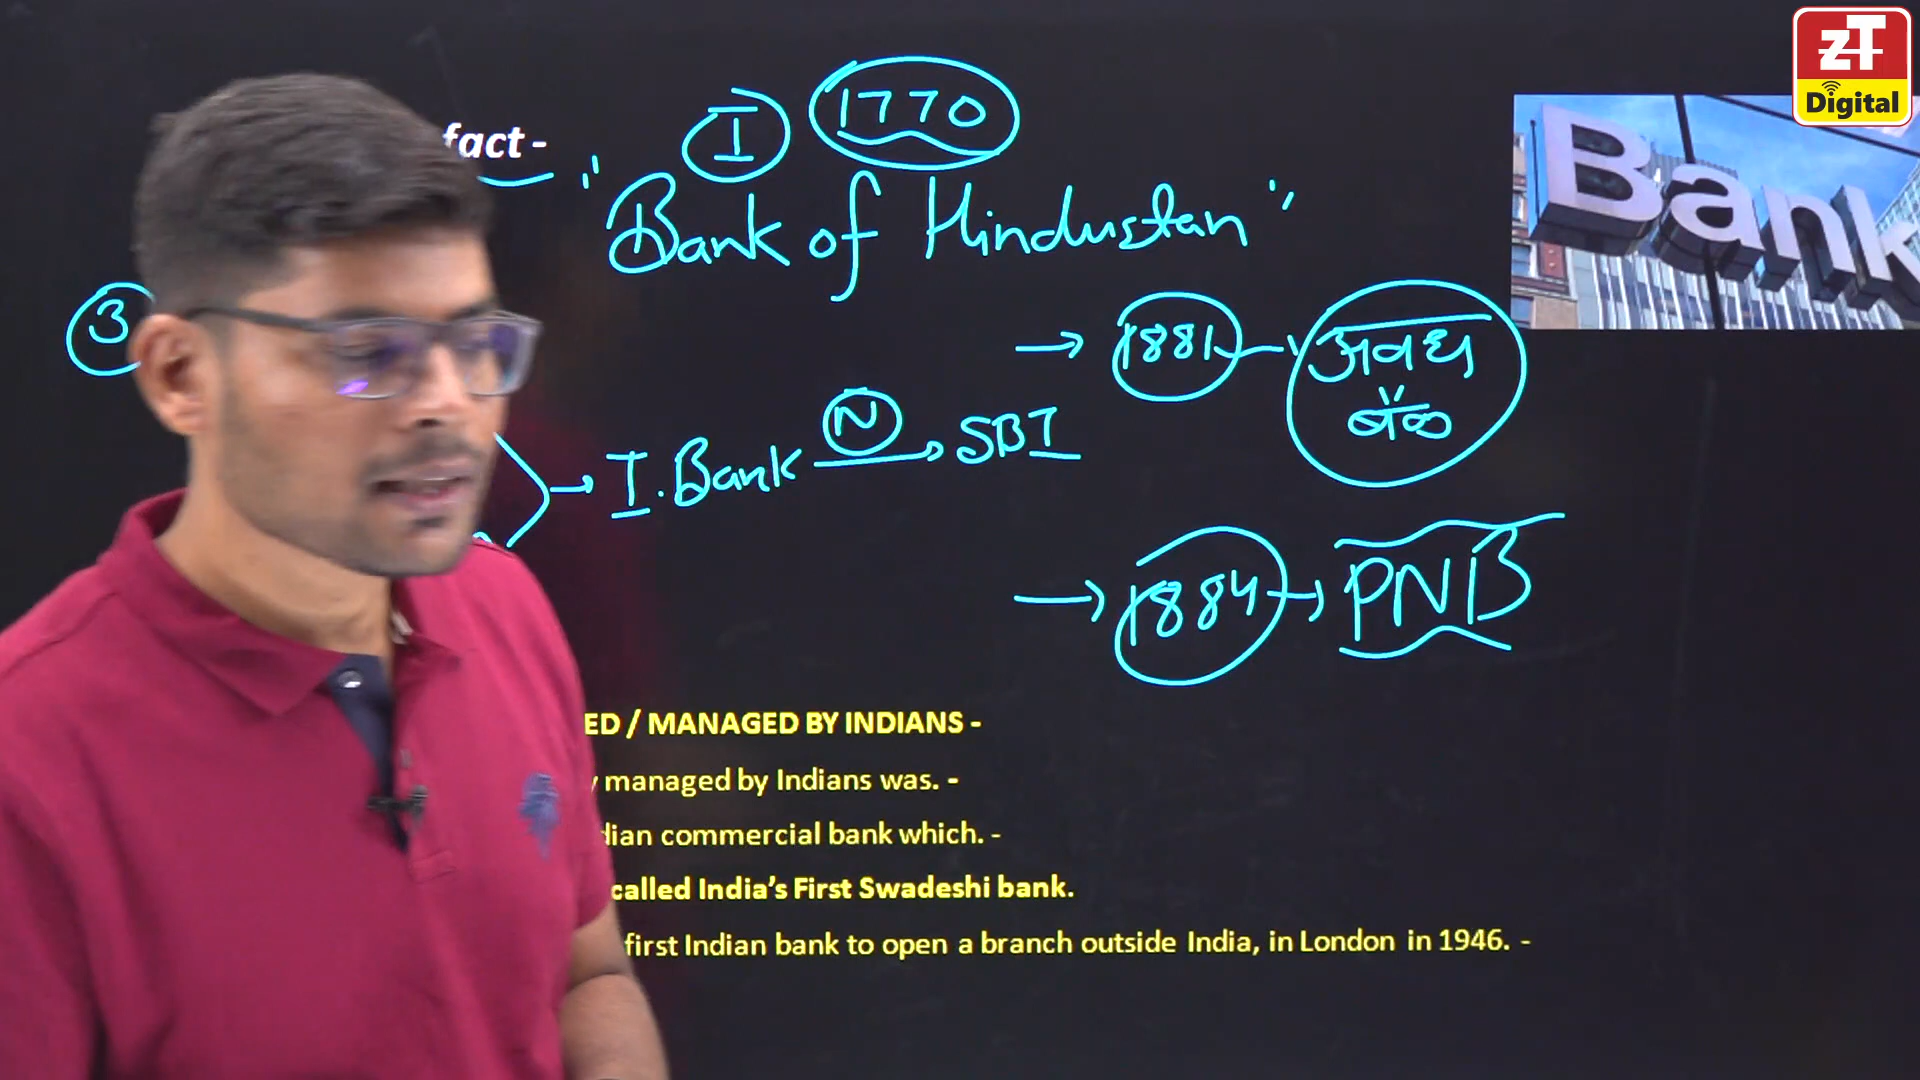 ZT
Digital
Bank
fact -
I 1770
"Bank of Hindustan"
3
→ 1881 → अवध
बैंक
→ I. Bank N → SBI
→ 1884 → PNB
ED / MANAGED BY INDIANS -
managed by Indians was. -
dian commercial bank which. -
called India's First Swadeshi bank.
first Indian bank to open a branch outside India, in London in 1946. -